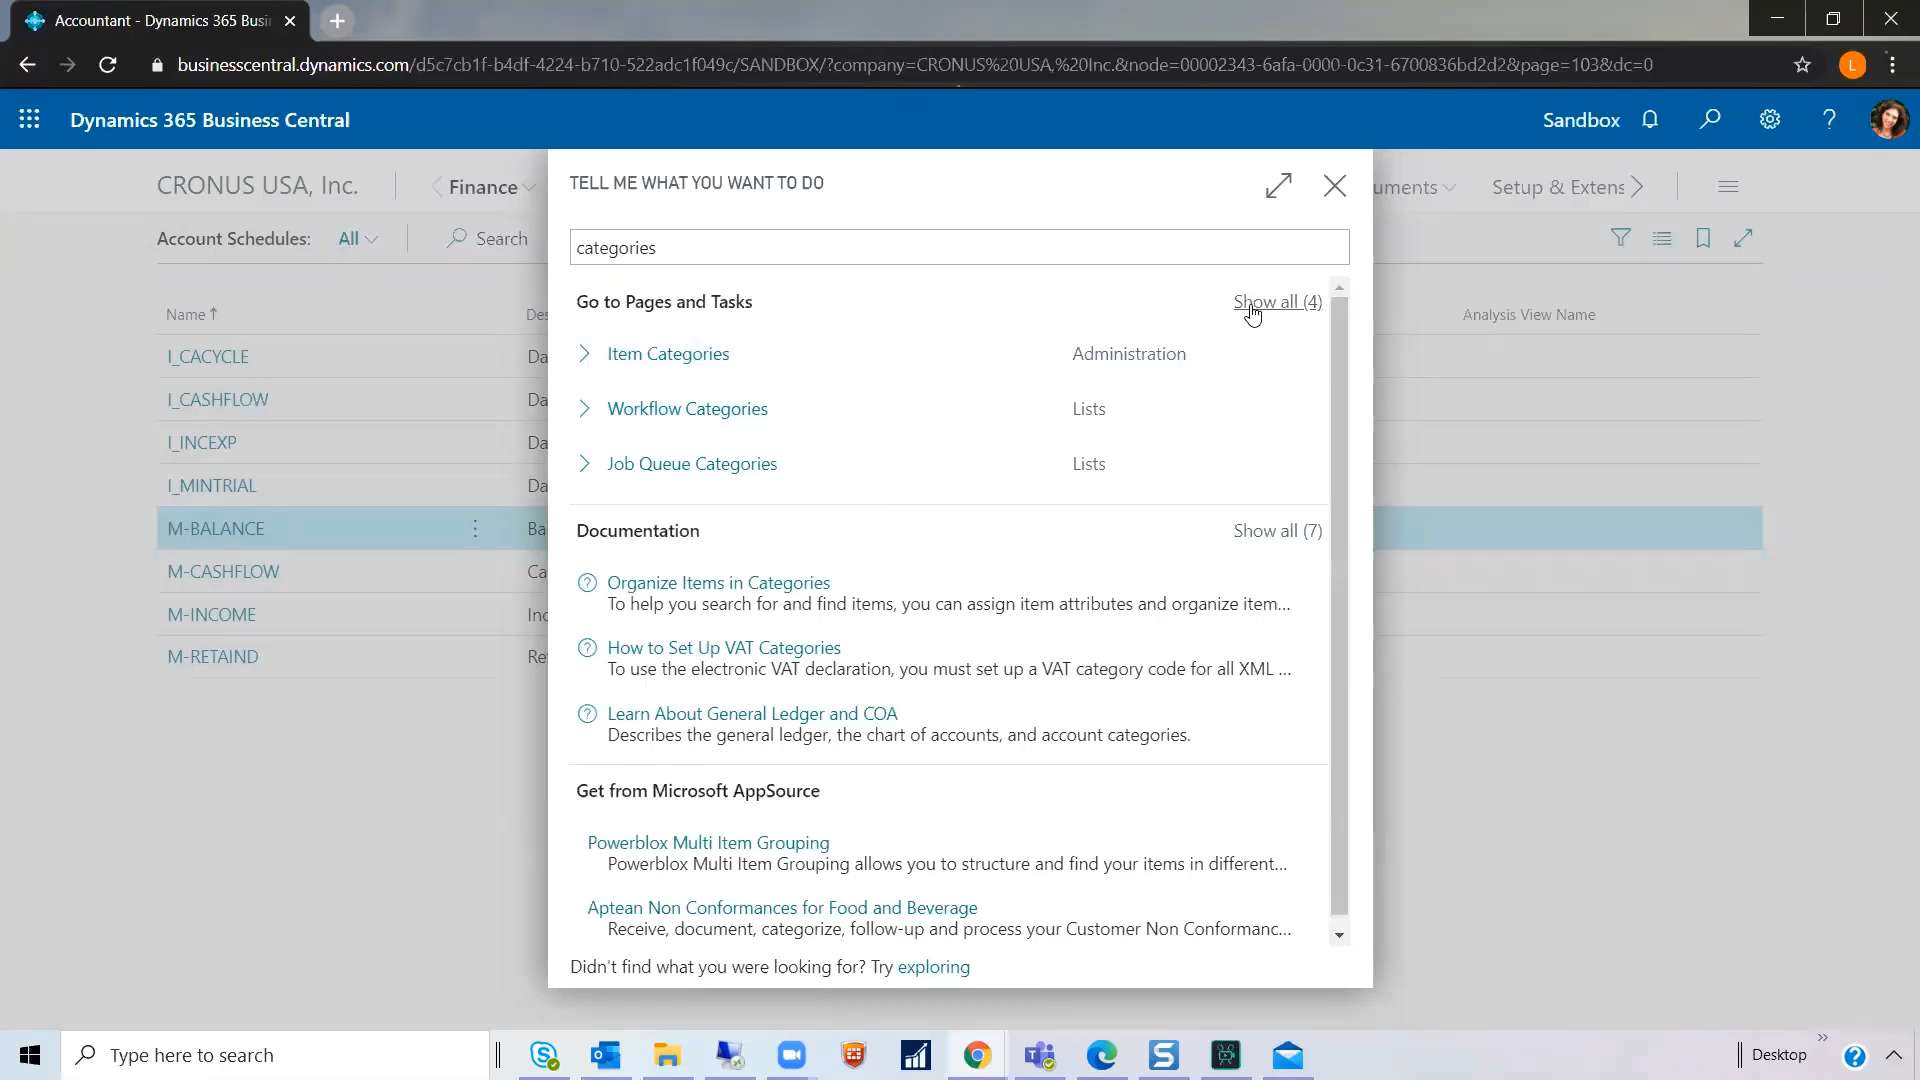 Accountant - Dynamics 365 Busi
businesscentral.dynamics.com/d5c7cb1f-b4df-4224-b710-522adc1f049c/SANDBOX/?company=CRONUS%20USA,%20Inc.&node=00002343-6afa-0000-0c31-6700836bd2d2&page=103&dc=0
L
Dynamics 365 Business Central
Sandbox
CRONUS USA, Inc.
Finance
uments
Setup & Extens
TELL ME WHAT YOU WANT TO DO
Account Schedules:
All
Search
categories
Go to Pages and Tasks
Show all (4)
Name ↑
Des
Analysis View Name
Item Categories
Administration
I_CACYCLE
Da
Workflow Categories
Lists
I_CASHFLOW
Da
I_INCEXP
Da
Job Queue Categories
Lists
I_MINTRIAL
Da
M-BALANCE
Ba
Documentation
Show all (7)
M-CASHFLOW
Ca
Organize Items in Categories
To help you search for and find items, you can assign item attributes and organize item...
M-INCOME
Inc
How to Set Up VAT Categories
To use the electronic VAT declaration, you must set up a VAT category code for all XML ...
M-RETAIND
Ret
Learn About General Ledger and COA
Describes the general ledger, the chart of accounts, and account categories.
Get from Microsoft AppSource
Powerblox Multi Item Grouping
Powerblox Multi Item Grouping allows you to structure and find your items in different...
Aptean Non Conformances for Food and Beverage
Receive, document, categorize, follow-up and process your Customer Non Conformanc...
Didn't find what you were looking for? Try exploring
Type here to search
Desktop